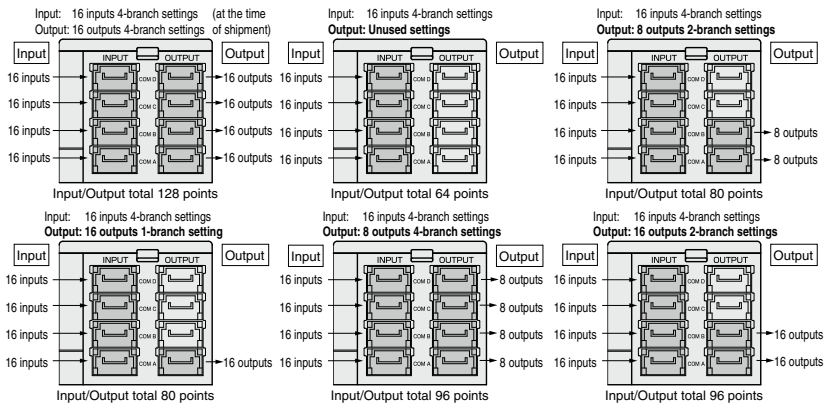 Input: 16 inputs 4-branch settings (at the time
Output: 16 outputs 4-branch settings of shipment)
Input INPUT OUTPUT Output
16 inputs COM D 16 outputs
16 inputs COM C 16 outputs
16 inputs COM B 16 outputs
16 inputs COM A 16 outputs
Input/Output total 128 points
Input: 16 inputs 4-branch settings
Output: Unused settings
Input INPUT OUTPUT Output
16 inputs COM D
16 inputs COM C
16 inputs COM B
16 inputs COM A
Input/Output total 64 points
Input: 16 inputs 4-branch settings
Output: 8 outputs 2-branch settings
Input INPUT OUTPUT Output
16 inputs COM D
16 inputs COM C
16 inputs COM B 8 outputs
16 inputs COM A 8 outputs
Input/Output total 80 points
Input: 16 inputs 4-branch settings
Output: 16 outputs 1-branch setting
Input INPUT OUTPUT Output
16 inputs COM D
16 inputs COM C
16 inputs COM B
16 inputs COM A 16 outputs
Input/Output total 80 points
Input: 16 inputs 4-branch settings
Output: 8 outputs 4-branch settings
Input INPUT OUTPUT Output
16 inputs COM D 8 outputs
16 inputs COM C 8 outputs
16 inputs COM B 8 outputs
16 inputs COM A 8 outputs
Input/Output total 96 points
Input: 16 inputs 4-branch settings
Output: 16 outputs 2-branch settings
Input INPUT OUTPUT Output
16 inputs COM D
16 inputs COM C
16 inputs COM B 16 outputs
16 inputs COM A 16 outputs
Input/Output total 96 points